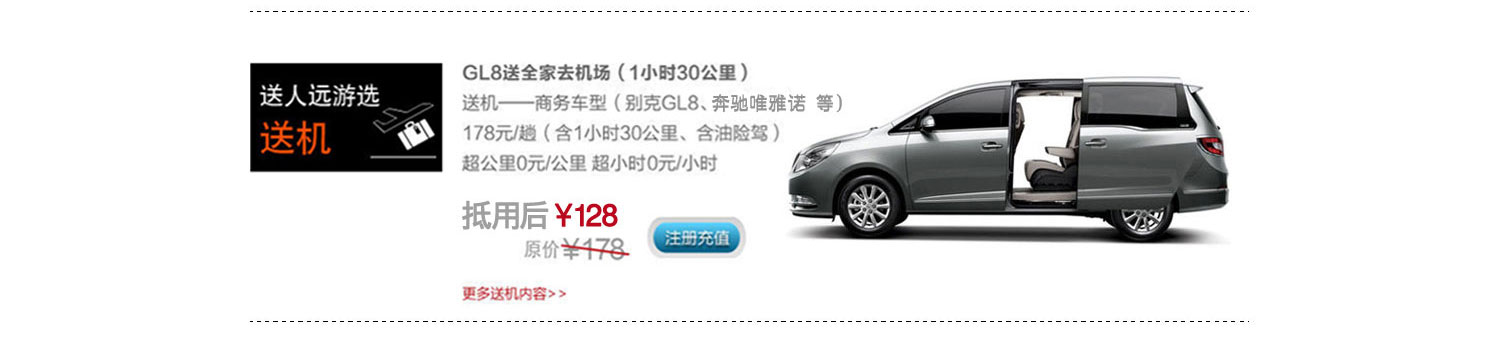 送人远游选
送机
GL8送全家去机场（1小时30公里）
送机——商务车型（别克GL8、奔驰唯雅诺 等）
178元/趟（含1小时30公里、含油险驾）
超公里0元/公里 超小时0元/小时
抵用后 ¥128
原价¥178
注册充值
更多送机内容>>